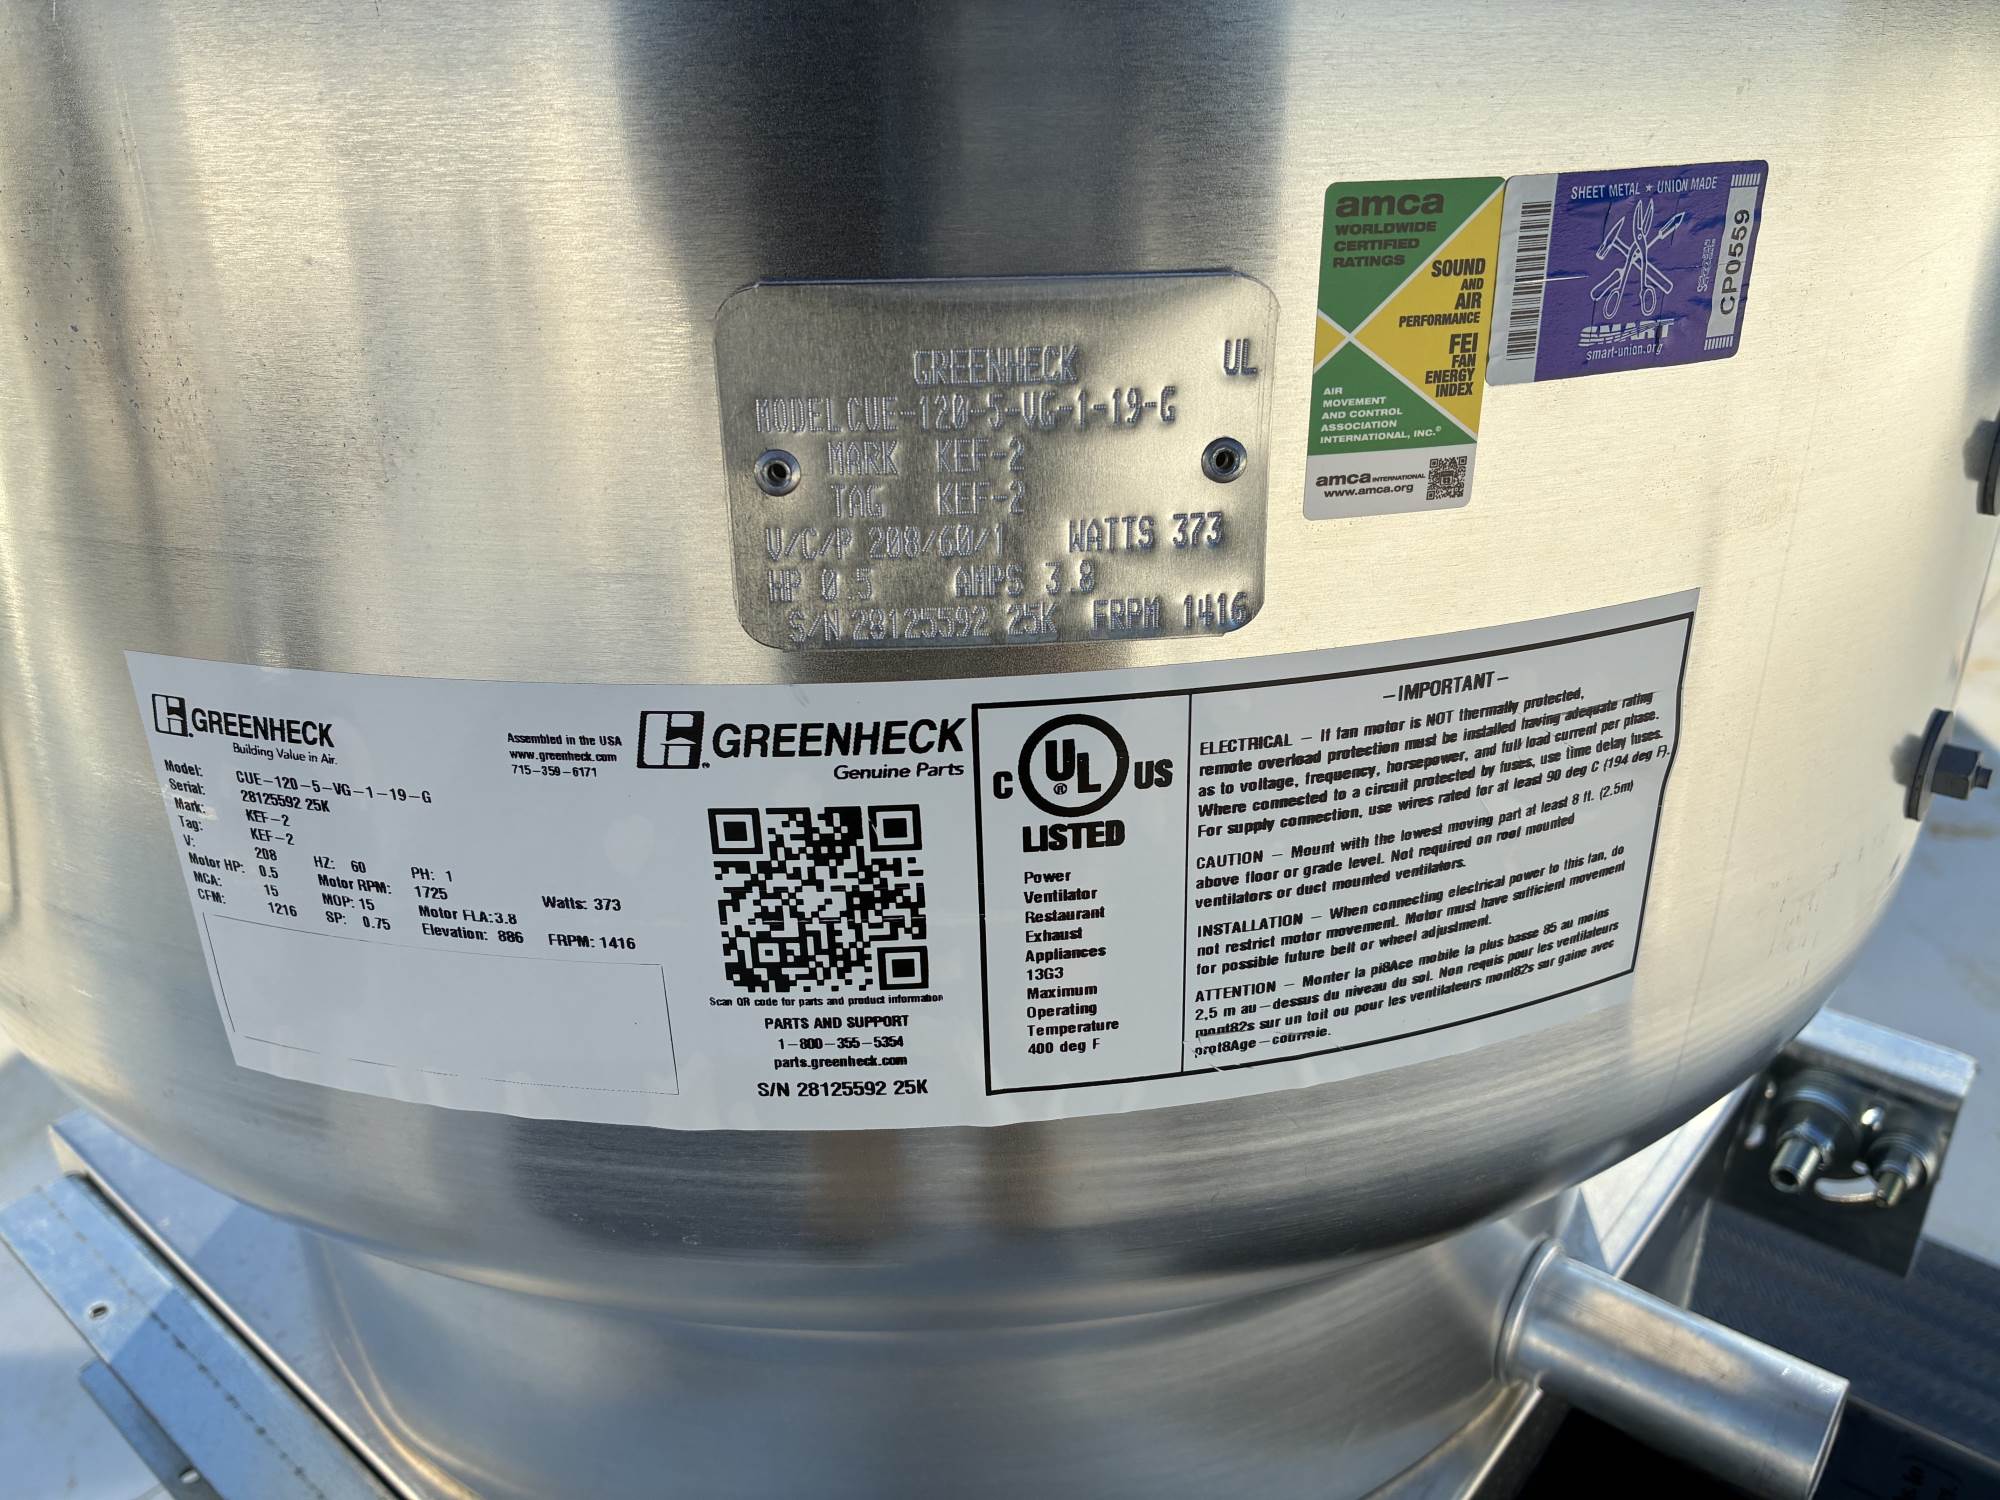 GREENHECK UL
MODEL CUE-120-5-VG-1-19-G
MARK KEF-2
TAG KEF-2
V/C/P 208/60/1 WATTS 373
HP 0.5 AMPS 3.8
S/N 28125592 25K FRPM 1416
amca
WORLDWIDE
CERTIFIED
RATINGS
SOUND
AND
AIR
PERFORMANCE
FEI
FAN
ENERGY
INDEX
AIR
MOVEMENT
AND CONTROL
ASSOCIATION
INTERNATIONAL, INC.®
amca INTERNATIONAL
www.amca.org
SHEET METAL ★ UNION MADE
SMART
smart-union.org
CP0559
GREENHECK
Building Value in Air.
Assembled in the USA
www.greenheck.com
715-359-6171
Model: CUE-120-5-VG-1-19-G
Serial: 28125592 25K
Mark: KEF-2
Tag: KEF-2
V: 208 HZ: 60 PH: 1
Motor HP: 0.5 Motor RPM: 1725 Watts: 373
MCA: 15 MOP: 15 Motor FLA: 3.8
CFM: 1216 SP: 0.75 Elevation: 886 FRPM: 1416
GREENHECK
Genuine Parts
Scan QR code for parts and product information
PARTS AND SUPPORT
1-800-355-5354
parts.greenheck.com
S/N 28125592 25K
C UL ® US
LISTED
Power
Ventilator
Restaurant
Exhaust
Appliances
13G3
Maximum
Operating
Temperature
400 deg F
-IMPORTANT-
ELECTRICAL - If fan motor is NOT thermally protected,
remote overload protection must be installed having adequate rating
as to voltage, frequency, horsepower, and full load current per phase.
Where connected to a circuit protected by fuses, use time delay fuses.
For supply connection, use wires rated for at least 90 deg C (194 deg F).
CAUTION - Mount with the lowest moving part at least 8 ft. (2.5m)
above floor or grade level. Not required on roof mounted
ventilators or duct mounted ventilators.
INSTALLATION - When connecting electrical power to this fan, do
not restrict motor movement. Motor must have sufficient movement
for possible future belt or wheel adjustment.
ATTENTION - Monter la pi8Ace mobile la plus basse 85 au moins
2,5 m au-dessus du niveau du sol. Non requis pour les ventilateurs
mont82s sur un toit ou pour les ventilateurs mont82s sur gaine avec
prot8Age-courroie.